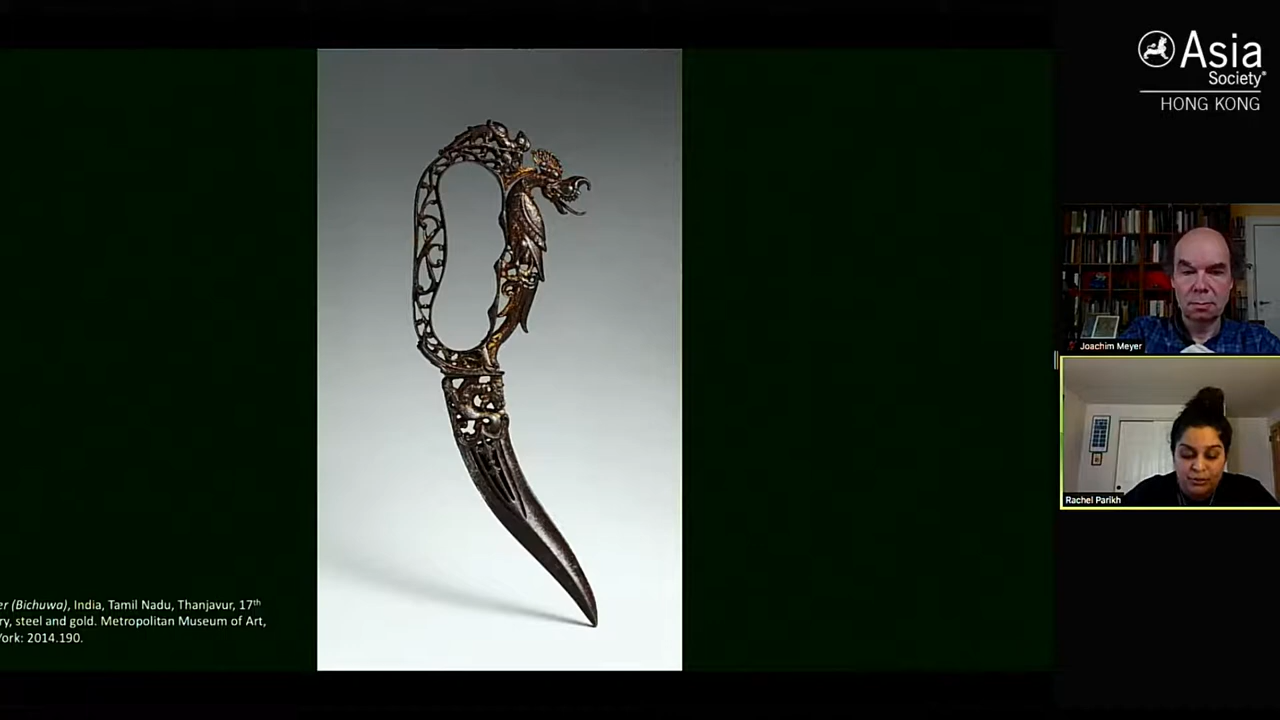 Asia
Society
HONG KONG
Joachim Meyer
Rachel Parikh
er (Bichuwa), India, Tamil Nadu, Thanjavur, 17th
ry, steel and gold. Metropolitan Museum of Art,
York: 2014.190.